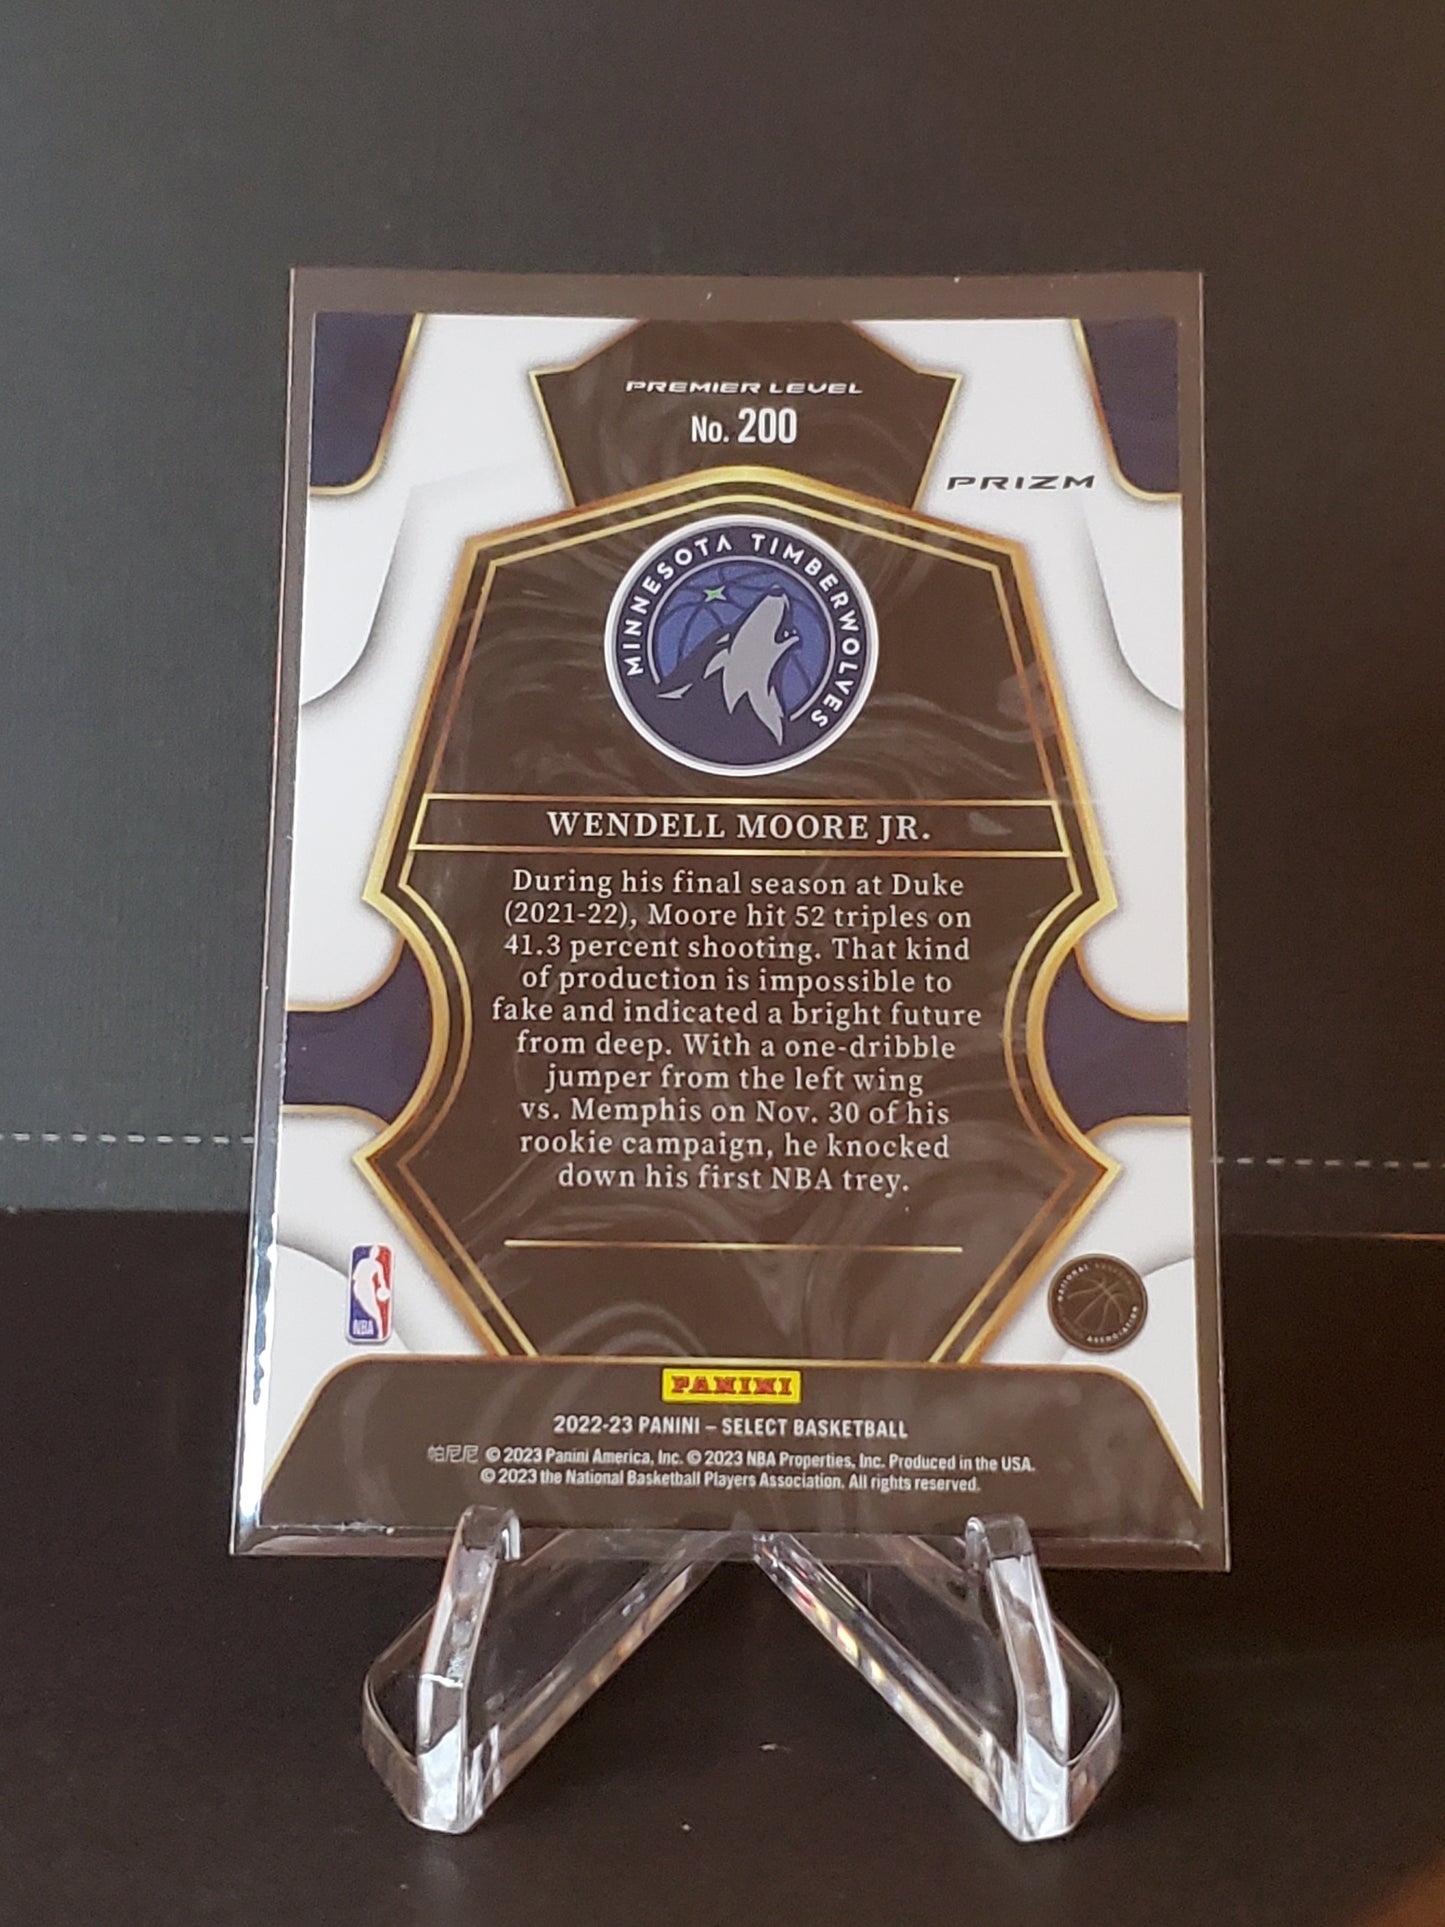 PREMIER LEVEL
No. 200
PRIZM
MINNESOTA TIMBERWOLVES
WENDELL MOORE JR.
During his final season at Duke
(2021-22), Moore hit 52 triples on
41.3 percent shooting. That kind
of production is impossible to
fake and indicated a bright future
from deep. With a one-dribble
jumper from the left wing
vs. Memphis on Nov. 30 of his
rookie campaign, he knocked
down his first NBA trey.
NBA
NATIONAL BASKETBALL
ASSOCIATION
PANINI
2022-23 PANINI – SELECT BASKETBALL
帕尼尼 © 2023 Panini America, Inc. © 2023 NBA Properties, Inc. Produced in the USA.
© 2023 the National Basketball Players Association. All rights reserved.